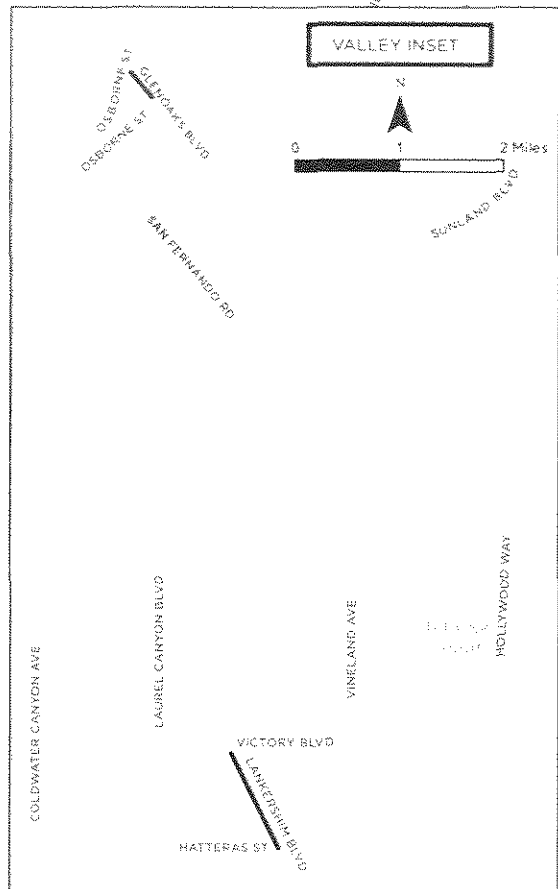 VALLEY INSET
N
0 1 2 Miles
OSBORNE ST
GLENOAKS BLVD
OSBORNE ST
SUNLAND BLVD
SAN FERNANDO RD
HOLLYWOOD WAY
LAUREL CANYON BLVD
VINELAND AVE
COLDWATER CANYON AVE
VICTORY BLVD
LANKERSHIM BLVD
HATTERAS ST